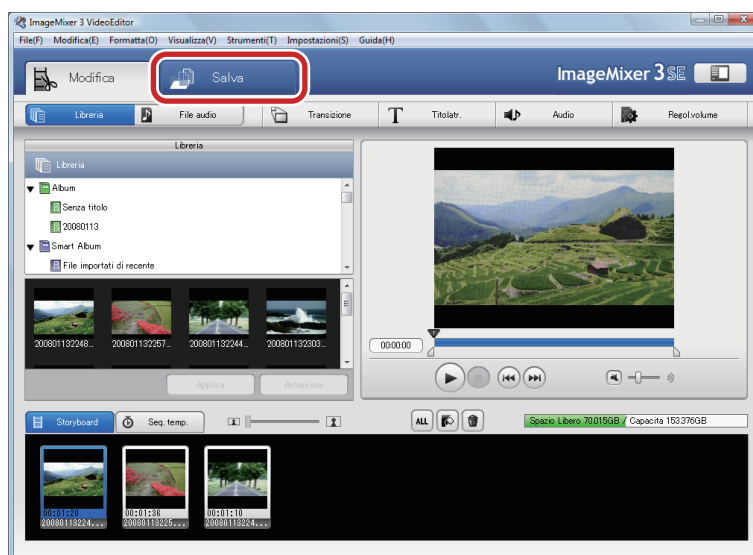 ImageMixer 3 VideoEditor
File(F) Modifica(E) Formatta(O) Visualizza(V) Strumenti(T) Impostazioni(S) Guida(H)
Modifica Salva ImageMixer 3 SE
Libreria File audio Transizione T Titolatr. Audio Regol.volume
Libreria
Libreria
Album
Senza titolo
20080113
Smart Album
File importati di recente
200801132248... 200801132257... 200801132244... 200801132303...
00:00:00
Applica Anteprima
Storyboard Seq. temp. ALL Spazio Libero 70.015GB / Capacita 153.376GB
00:01:20 00:01:36 00:01:10
20080113224... 20080113225... 20080113224...